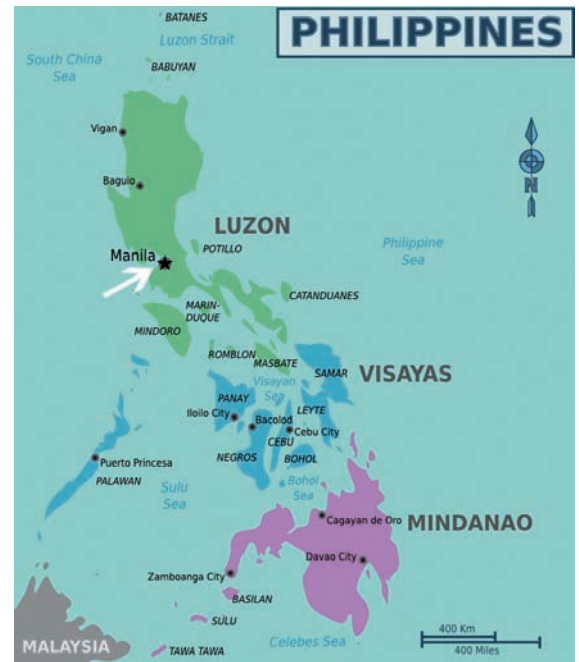 BATANES
PHILIPPINES
Luzon Strait
South China
Sea
BABUYAN
Vigan
Baguio
N
LUZON
POTILLO
Manila
Philippine
Sea
CATANDUANES
MARIN-
DUQUE
MINDORO
ROMBLON
MASBATE
SAMAR
VISAYAS
Visayan
Sea
PANAY
LEYTE
Iloilo City
Bacolod
Cebu City
CEBU
NEGROS
BOHOL
Puerto Princesa
PALAWAN
Sulu
Sea
Bohol
Sea
Cagayan de Oro
MINDANAO
Davao City
Zamboanga City
BASILAN
SULU
Celebes Sea
400 Km
400 Miles
MALAYSIA
TAWA TAWA